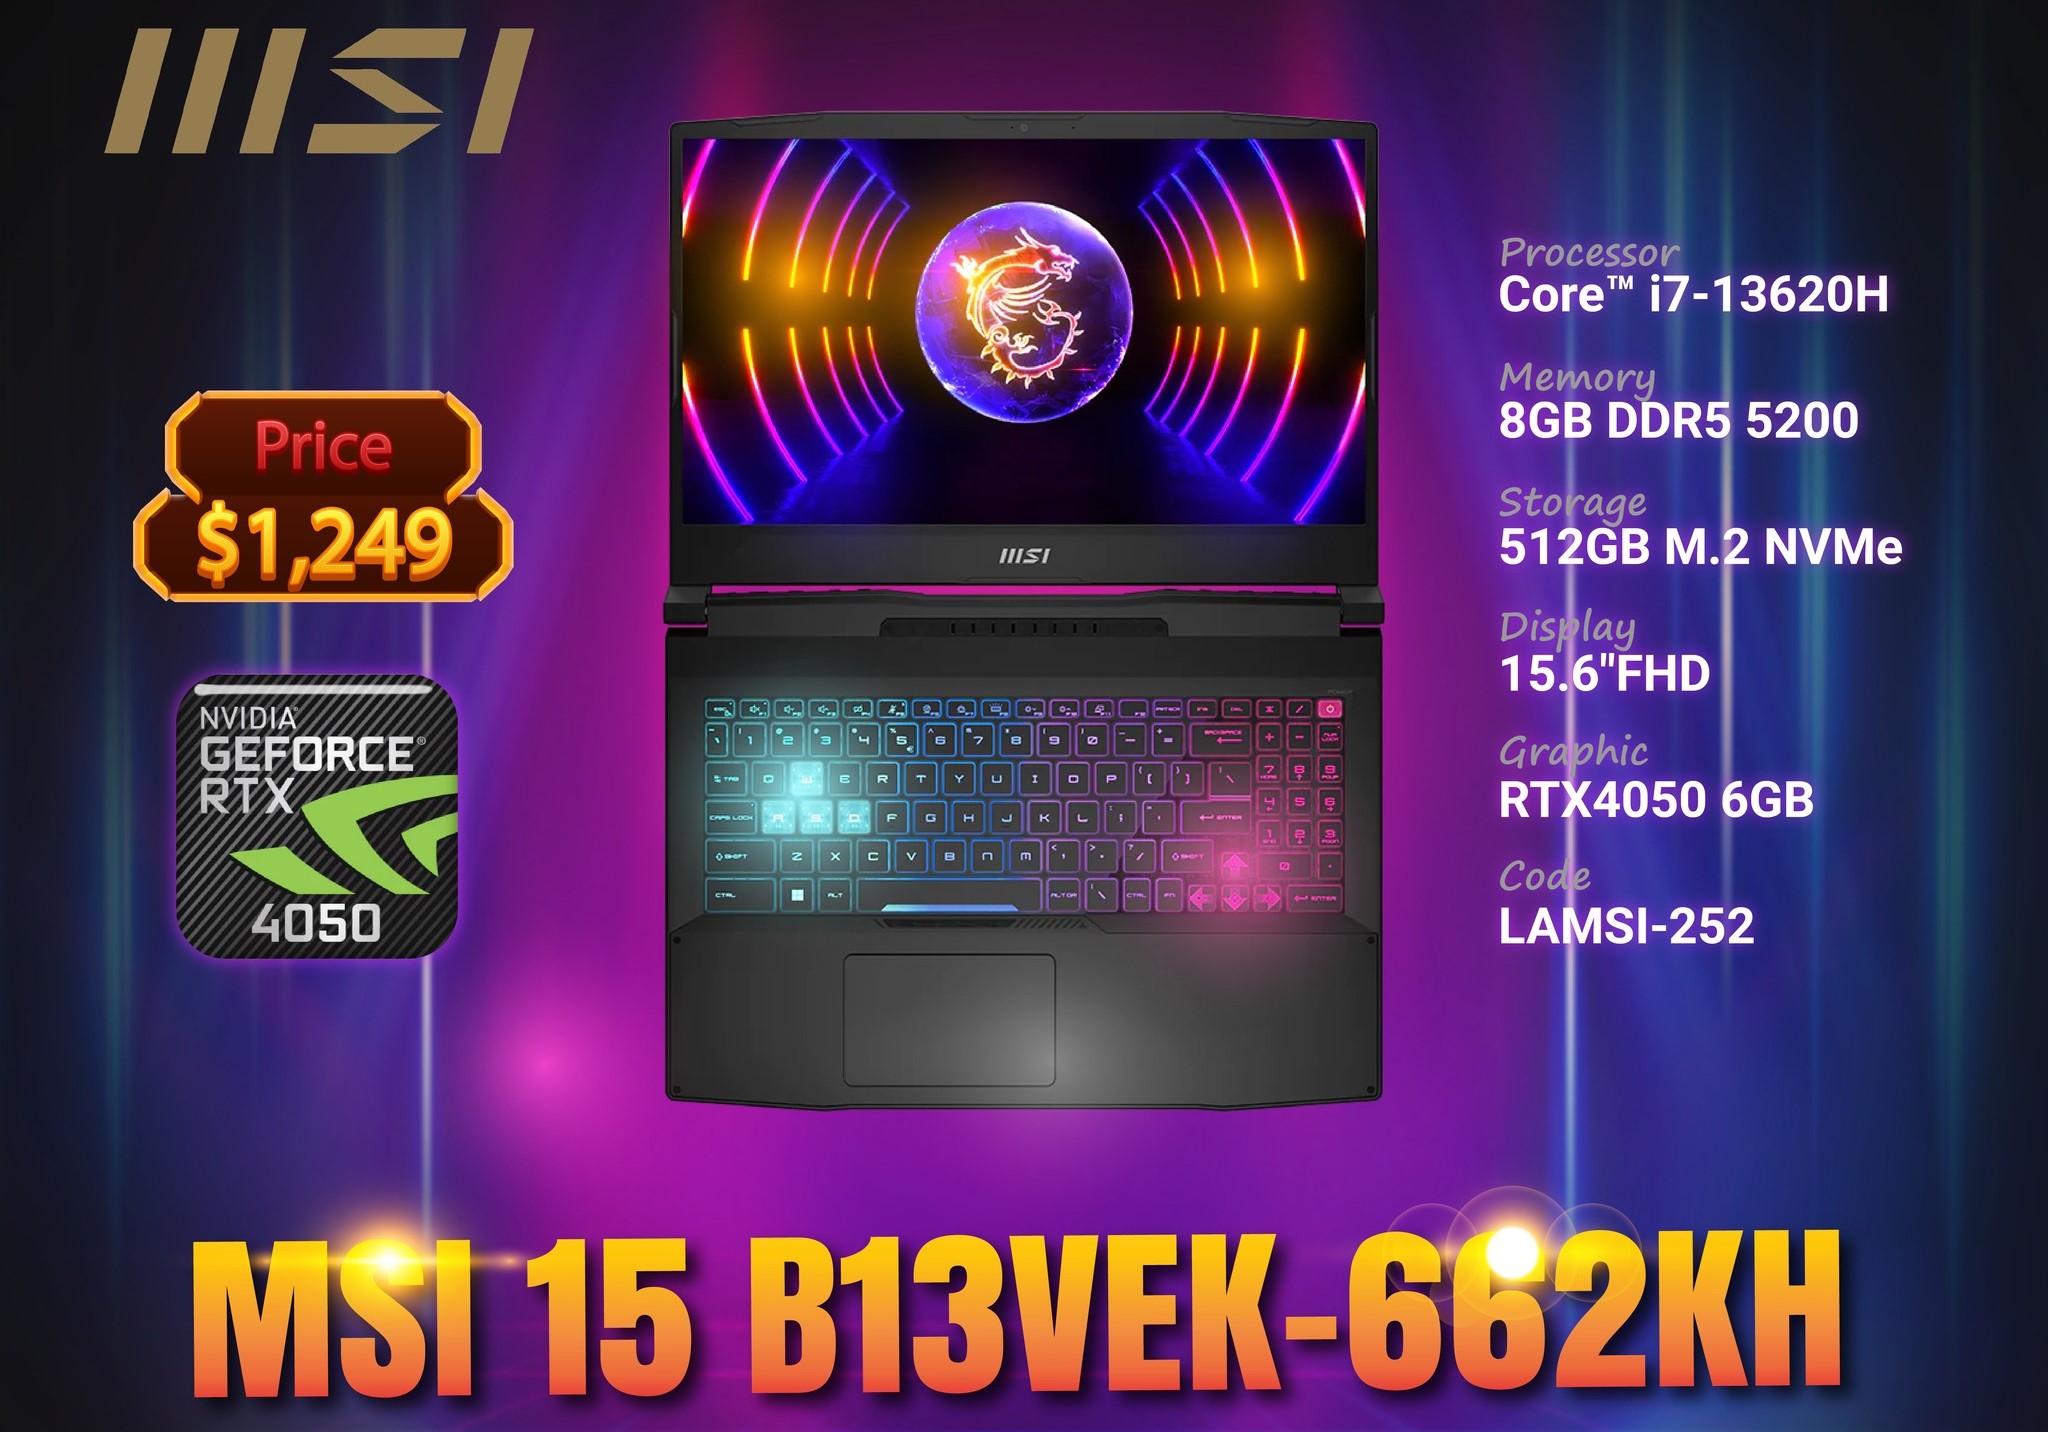 MSI
Price
$1,249
NVIDIA
GEFORCE®
RTX
4050
MSI
Processor
Core™ i7-13620H
Memory
8GB DDR5 5200
Storage
512GB M.2 NVMe
Display
15.6"FHD
Graphic
RTX4050 6GB
Code
LAMSI-252
MSI 15 B13VEK-662KH